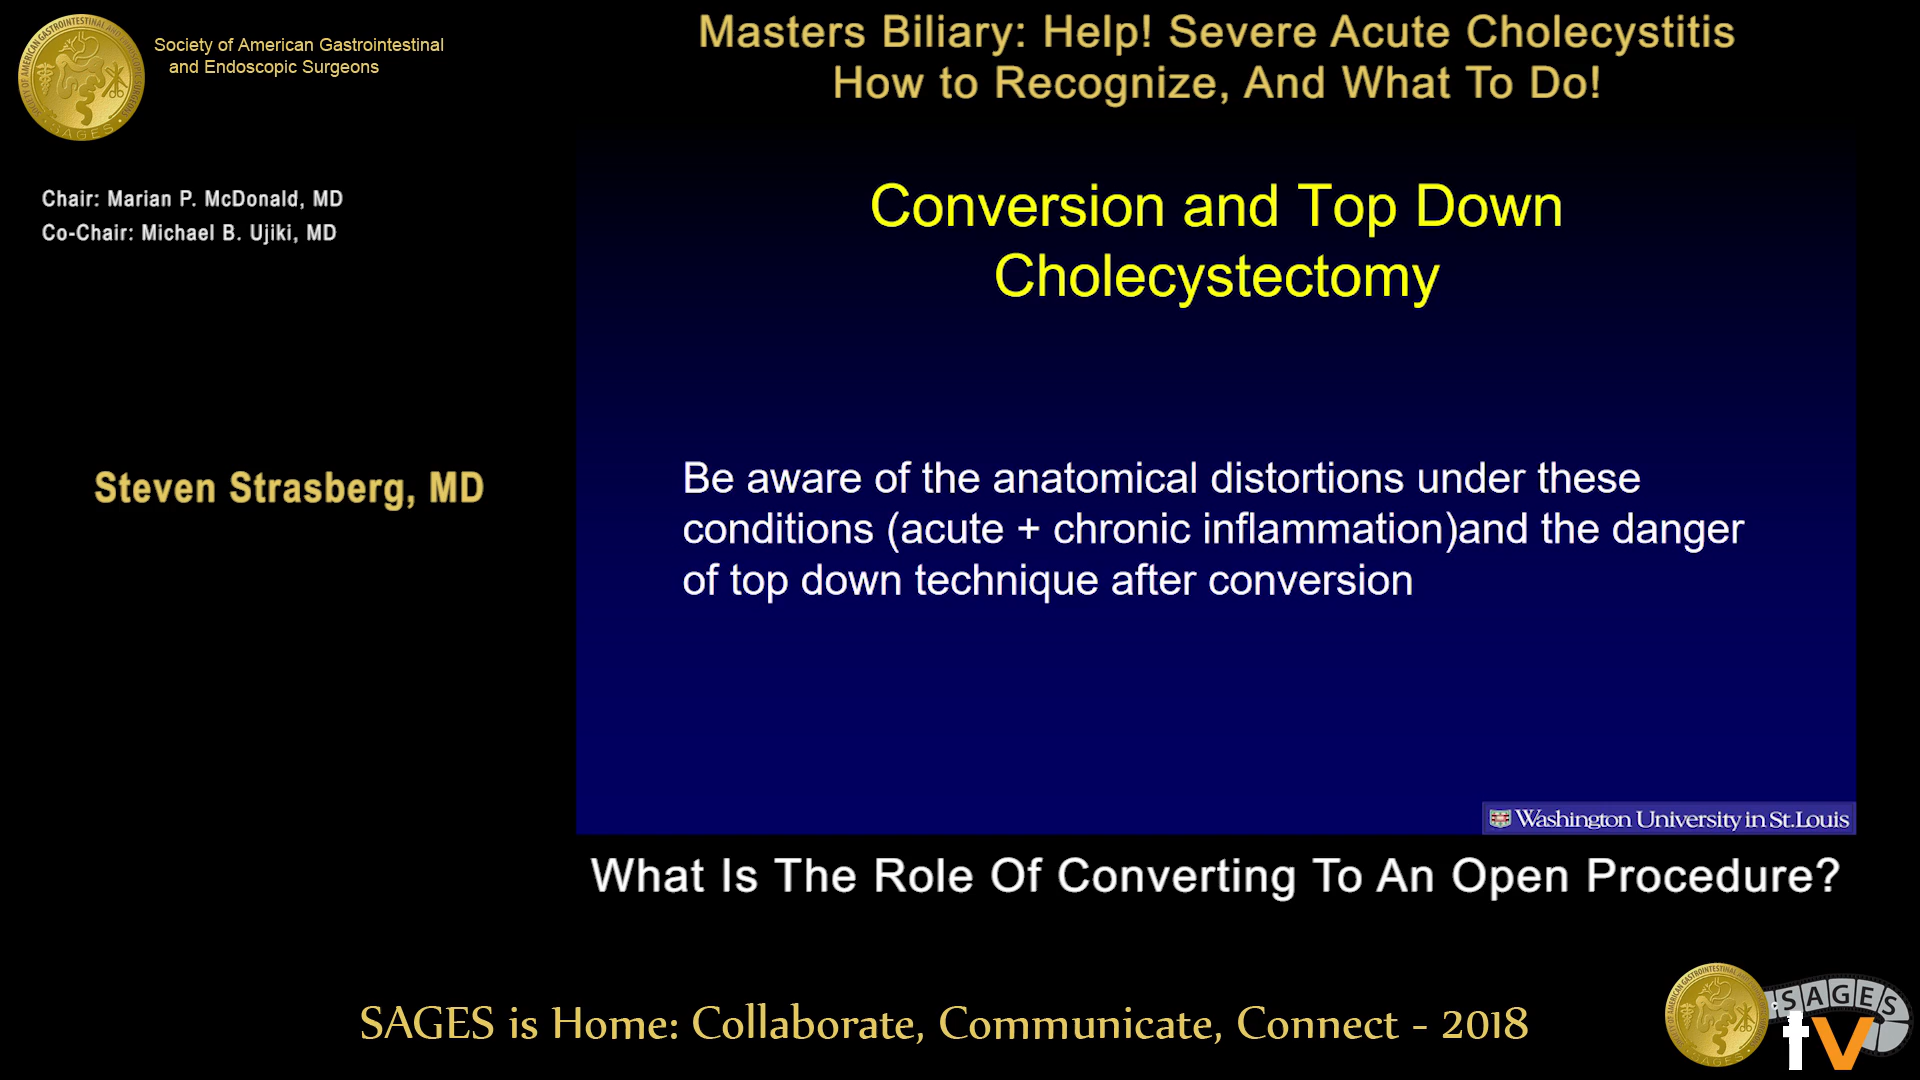 Society of American Gastrointestinal
and Endoscopic Surgeons
Masters Biliary: Help! Severe Acute Cholecystitis
How to Recognize, And What To Do!
Chair: Marian P. McDonald, MD
Co-Chair: Michael B. Ujiki, MD
Steven Strasberg, MD
Conversion and Top Down
Cholecystectomy
Be aware of the anatomical distortions under these
conditions (acute + chronic inflammation)and the danger
of top down technique after conversion
Washington University in St.Louis
What Is The Role Of Converting To An Open Procedure?
SAGES is Home: Collaborate, Communicate, Connect - 2018
SAGES
tv